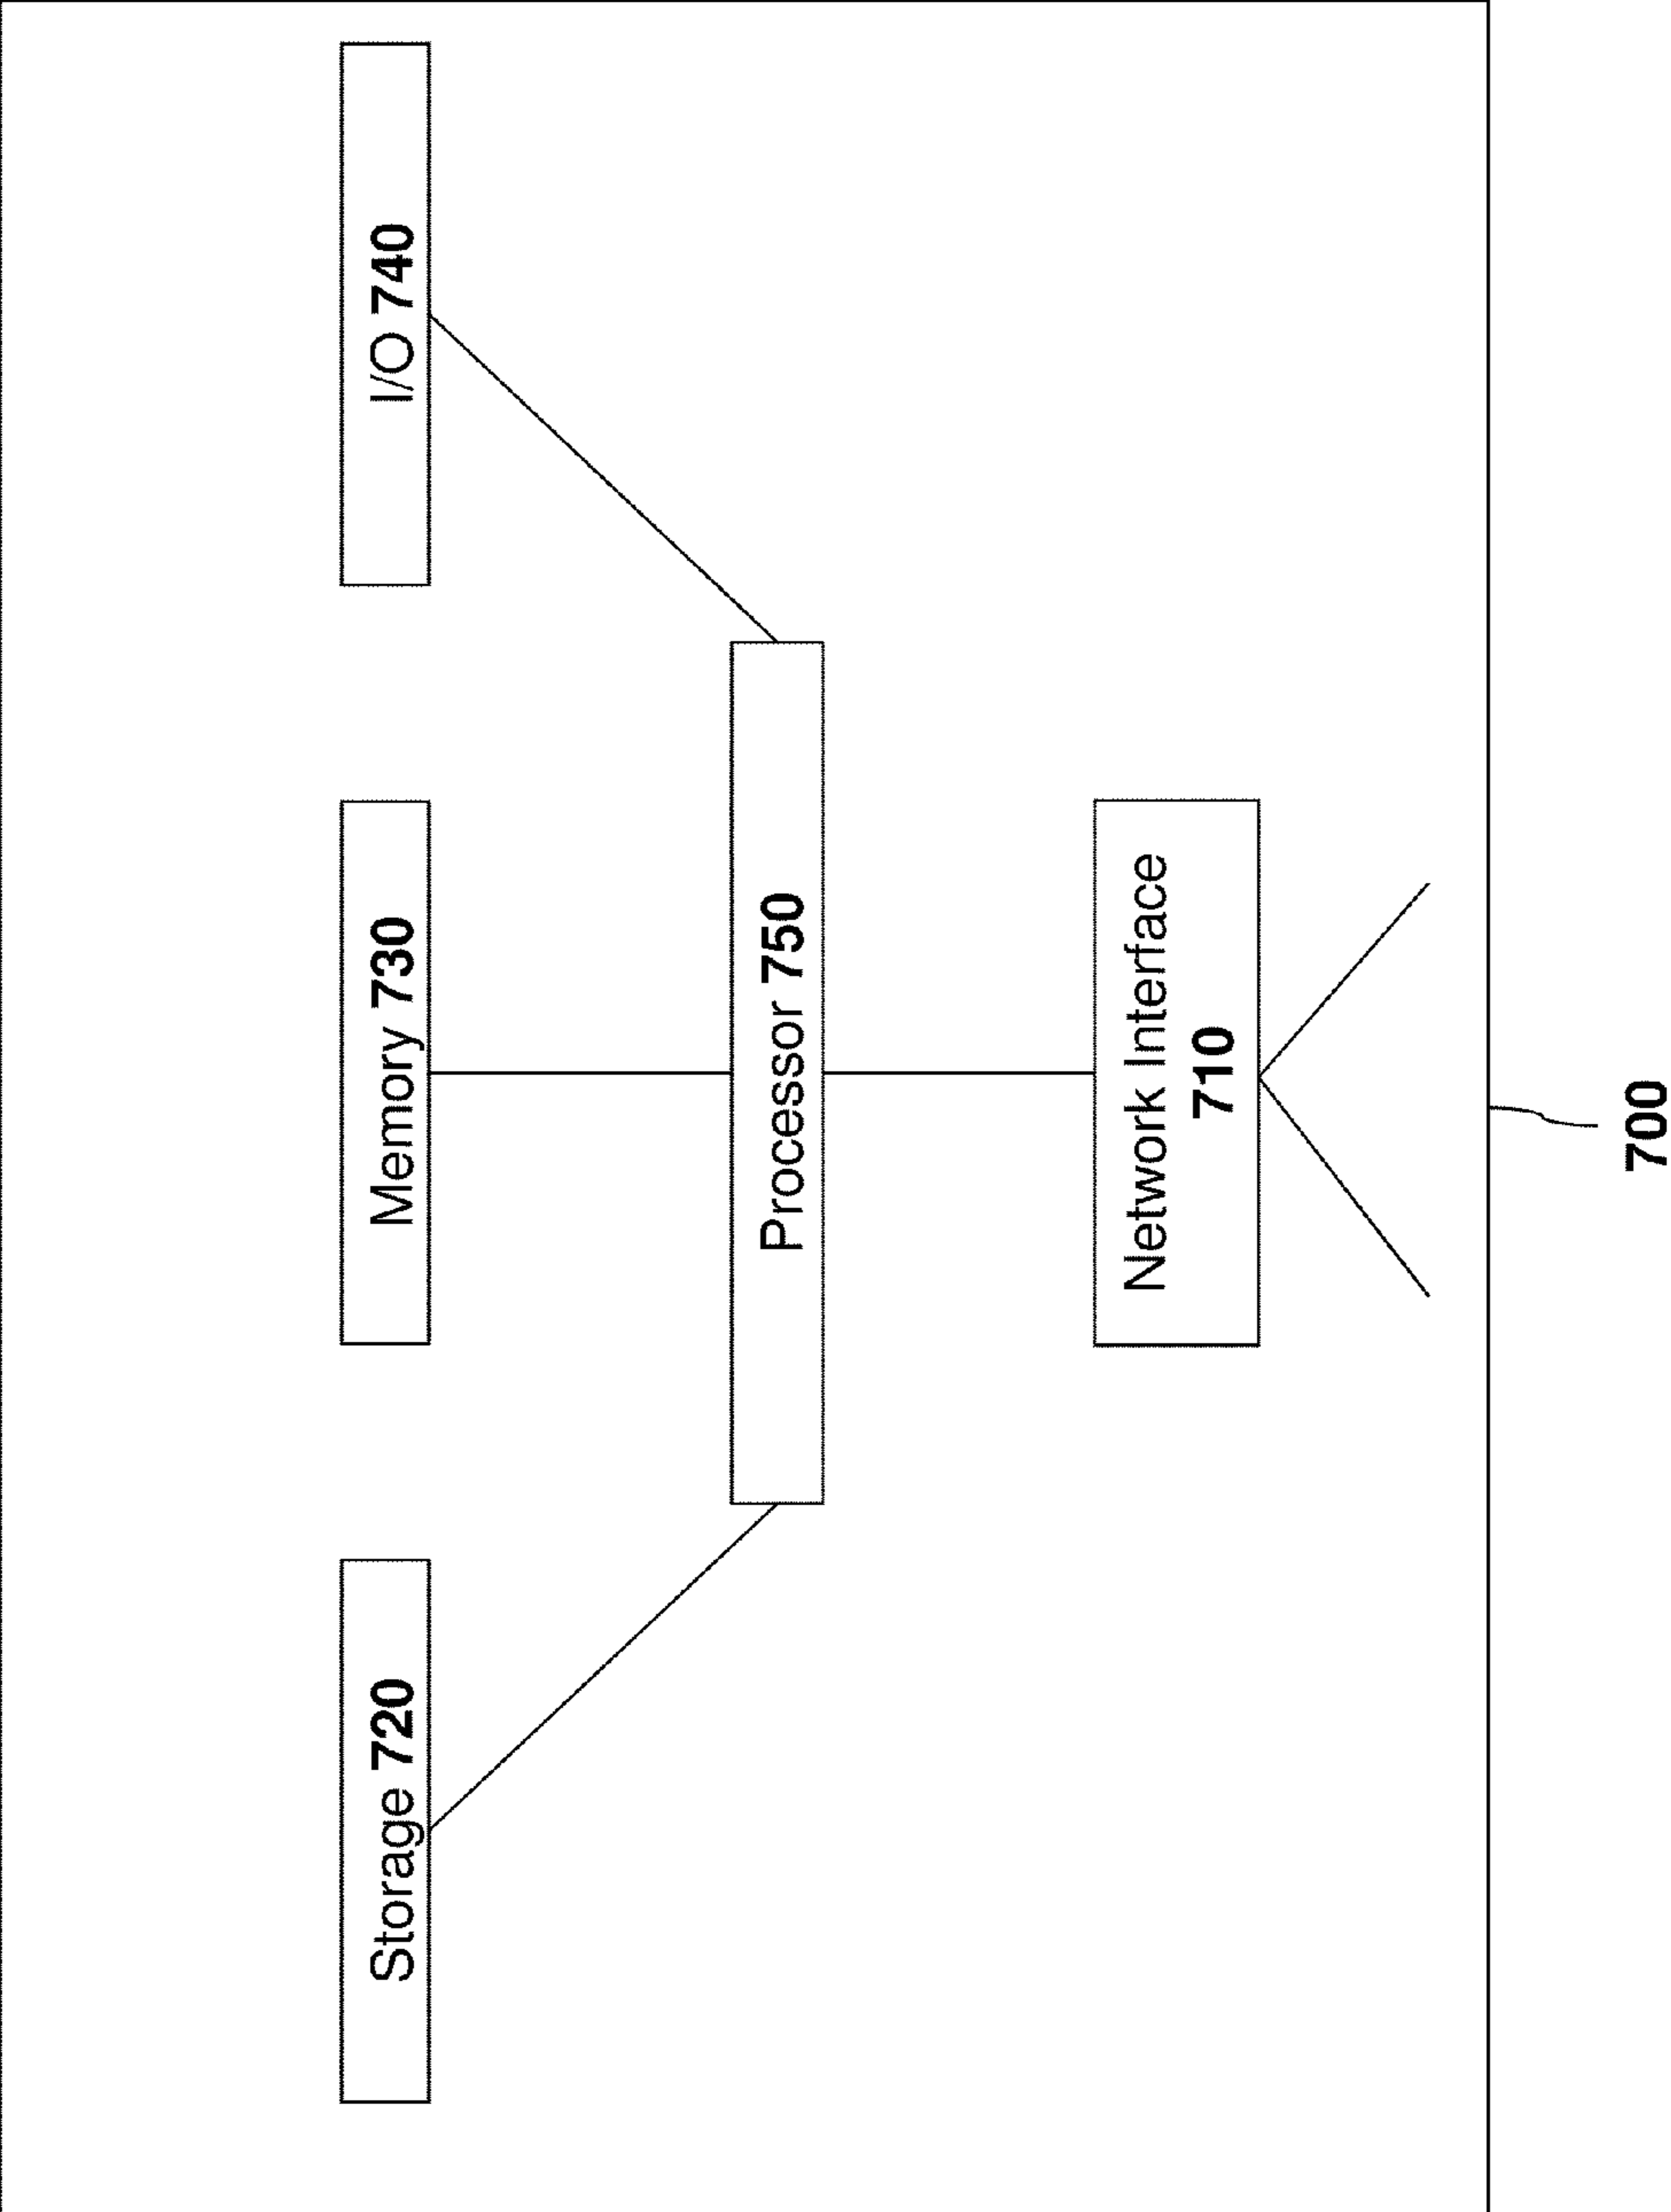 Storage 720
Memory 730
I/O 740
Processor 750
Network Interface
710
700